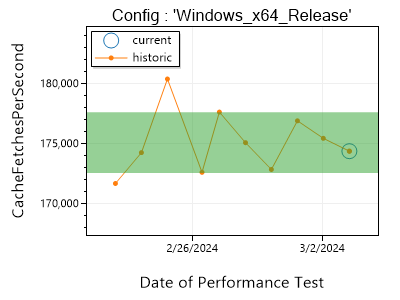 Config : 'Windows_x64_Release'
current
historic
180,000
175,000
170,000
CacheFetchesPerSecond
2/26/2024
3/2/2024
Date of Performance Test